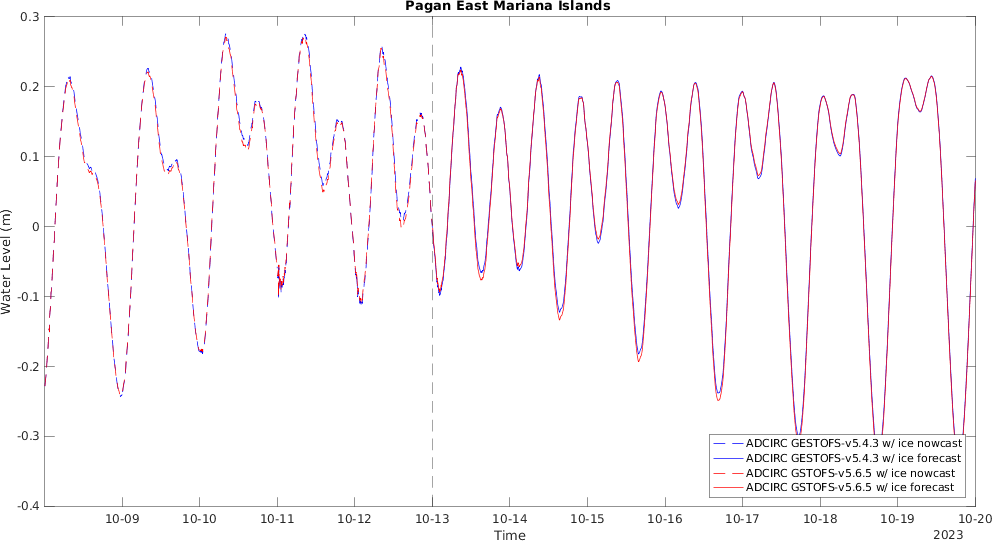 Pagan East Mariana Islands
0.3
0.2
0.1
0
-0.1
-0.2
-0.3
-0.4
Water Level (m)
ADCIRC GESTOFS-v5.4.3 w/ ice nowcast
ADCIRC GESTOFS-v5.4.3 w/ ice forecast
ADCIRC GSTOFS-v5.6.5 w/ ice nowcast
ADCIRC GSTOFS-v5.6.5 w/ ice forecast
10-09 10-10 10-11 10-12 10-13 10-14 10-15 10-16 10-17 10-18 10-19 10-20
Time
2023